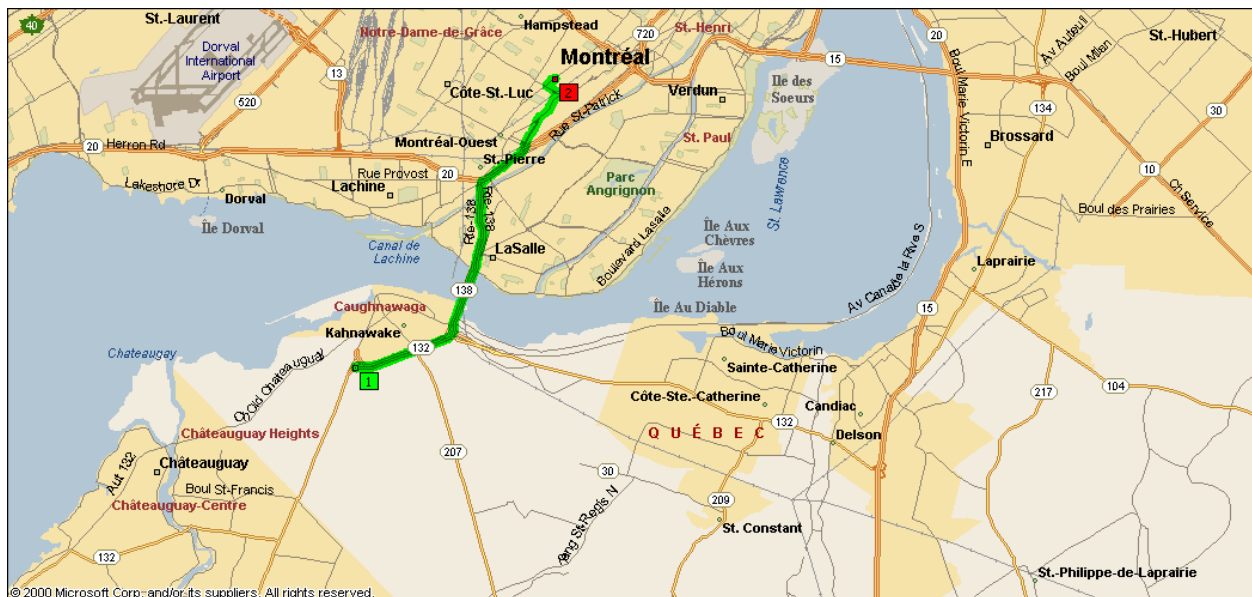 40
St.-Laurent
Hampstead
720
St.-Henri
Notre-Dame-de-Grâce
20
Av Auteuil
St.-Hubert
Dorval
International
Airport
Montréal
15
Boul Milan
13
Côte-St.-Luc
2
Verdun
Île des
Soeurs
Boul Marie Victorin E
134
30
520
Rue St-Patrick
Brossard
Montréal-Ouest
St. Paul
20
Herron Rd
St.-Pierre
10
Rue Provost
20
Parc
Angrignon
Ch Service
Lakeshore Dr
Lachine
Dorval
Rte-138
Rte-138
St. Lawrence
Boul des Prairies
Île Dorval
Île Aux
Chèvres
Canal de
Lachine
LaSalle
Boulevard Lasalle
Île Aux
Hérons
Laprairie
138
Île Au Diable
Av Canadè la Rive S
15
Caughnawaga
Kahnawake
Boul Marie Victorin
132
Chateaugay
Ch Old Chateauguay
Sainte-Catherine
1
104
Côte-Ste.-Catherine
Candiac
217
132
Châteauguay Heights
QUÉBEC
Delson
207
Aut 132
Châteauguay
30
Boul St-Francis
Rang St-Regis N
209
Châteauguay-Centre
St. Constant
132
St.-Philippe-de-Laprairie
© 2000 Microsoft Corp. and/or its suppliers. All rights reserved.